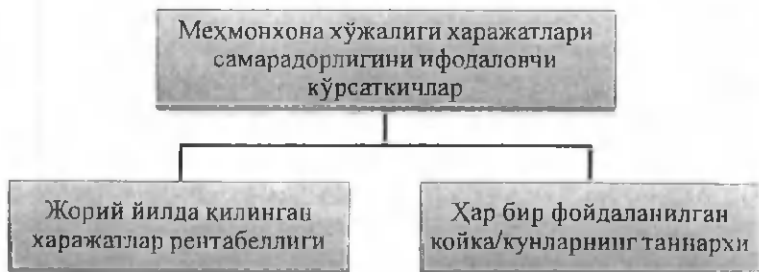 Меҳмонхона хўжалиги харажатлари
самарадорлигини ифодаловчи
кўрсаткичлар
Жорий йилда қилинган
харажатлар рентабеллиги
Ҳар бир фойдаланилган
койка/кунларнинг таннархи